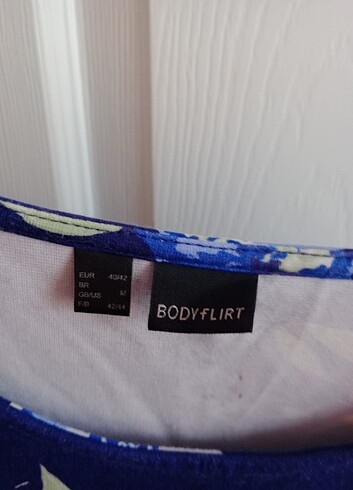 EUR 40/42
BR
GB/US M
F/B 42/44
BODYfLIRT